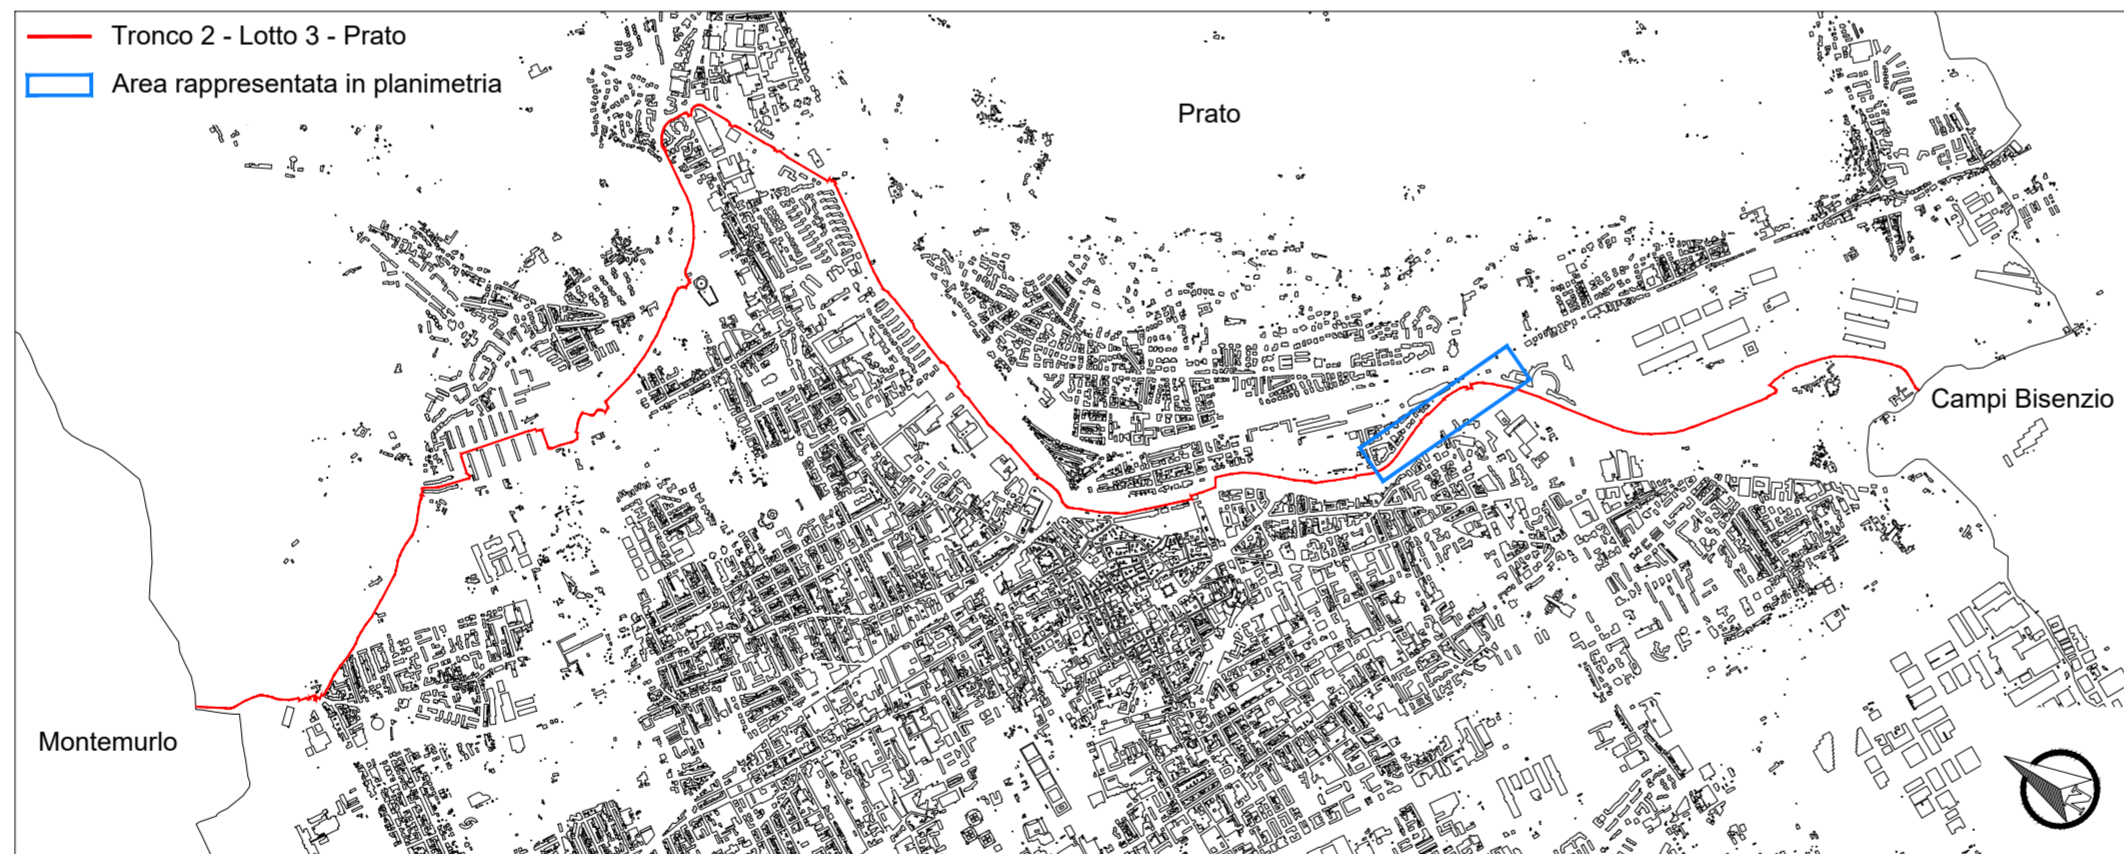 Tronco 2 - Lotto 3 - Prato
Area rappresentata in planimetria
Prato
Campi Bisenzio
Montemurlo
N